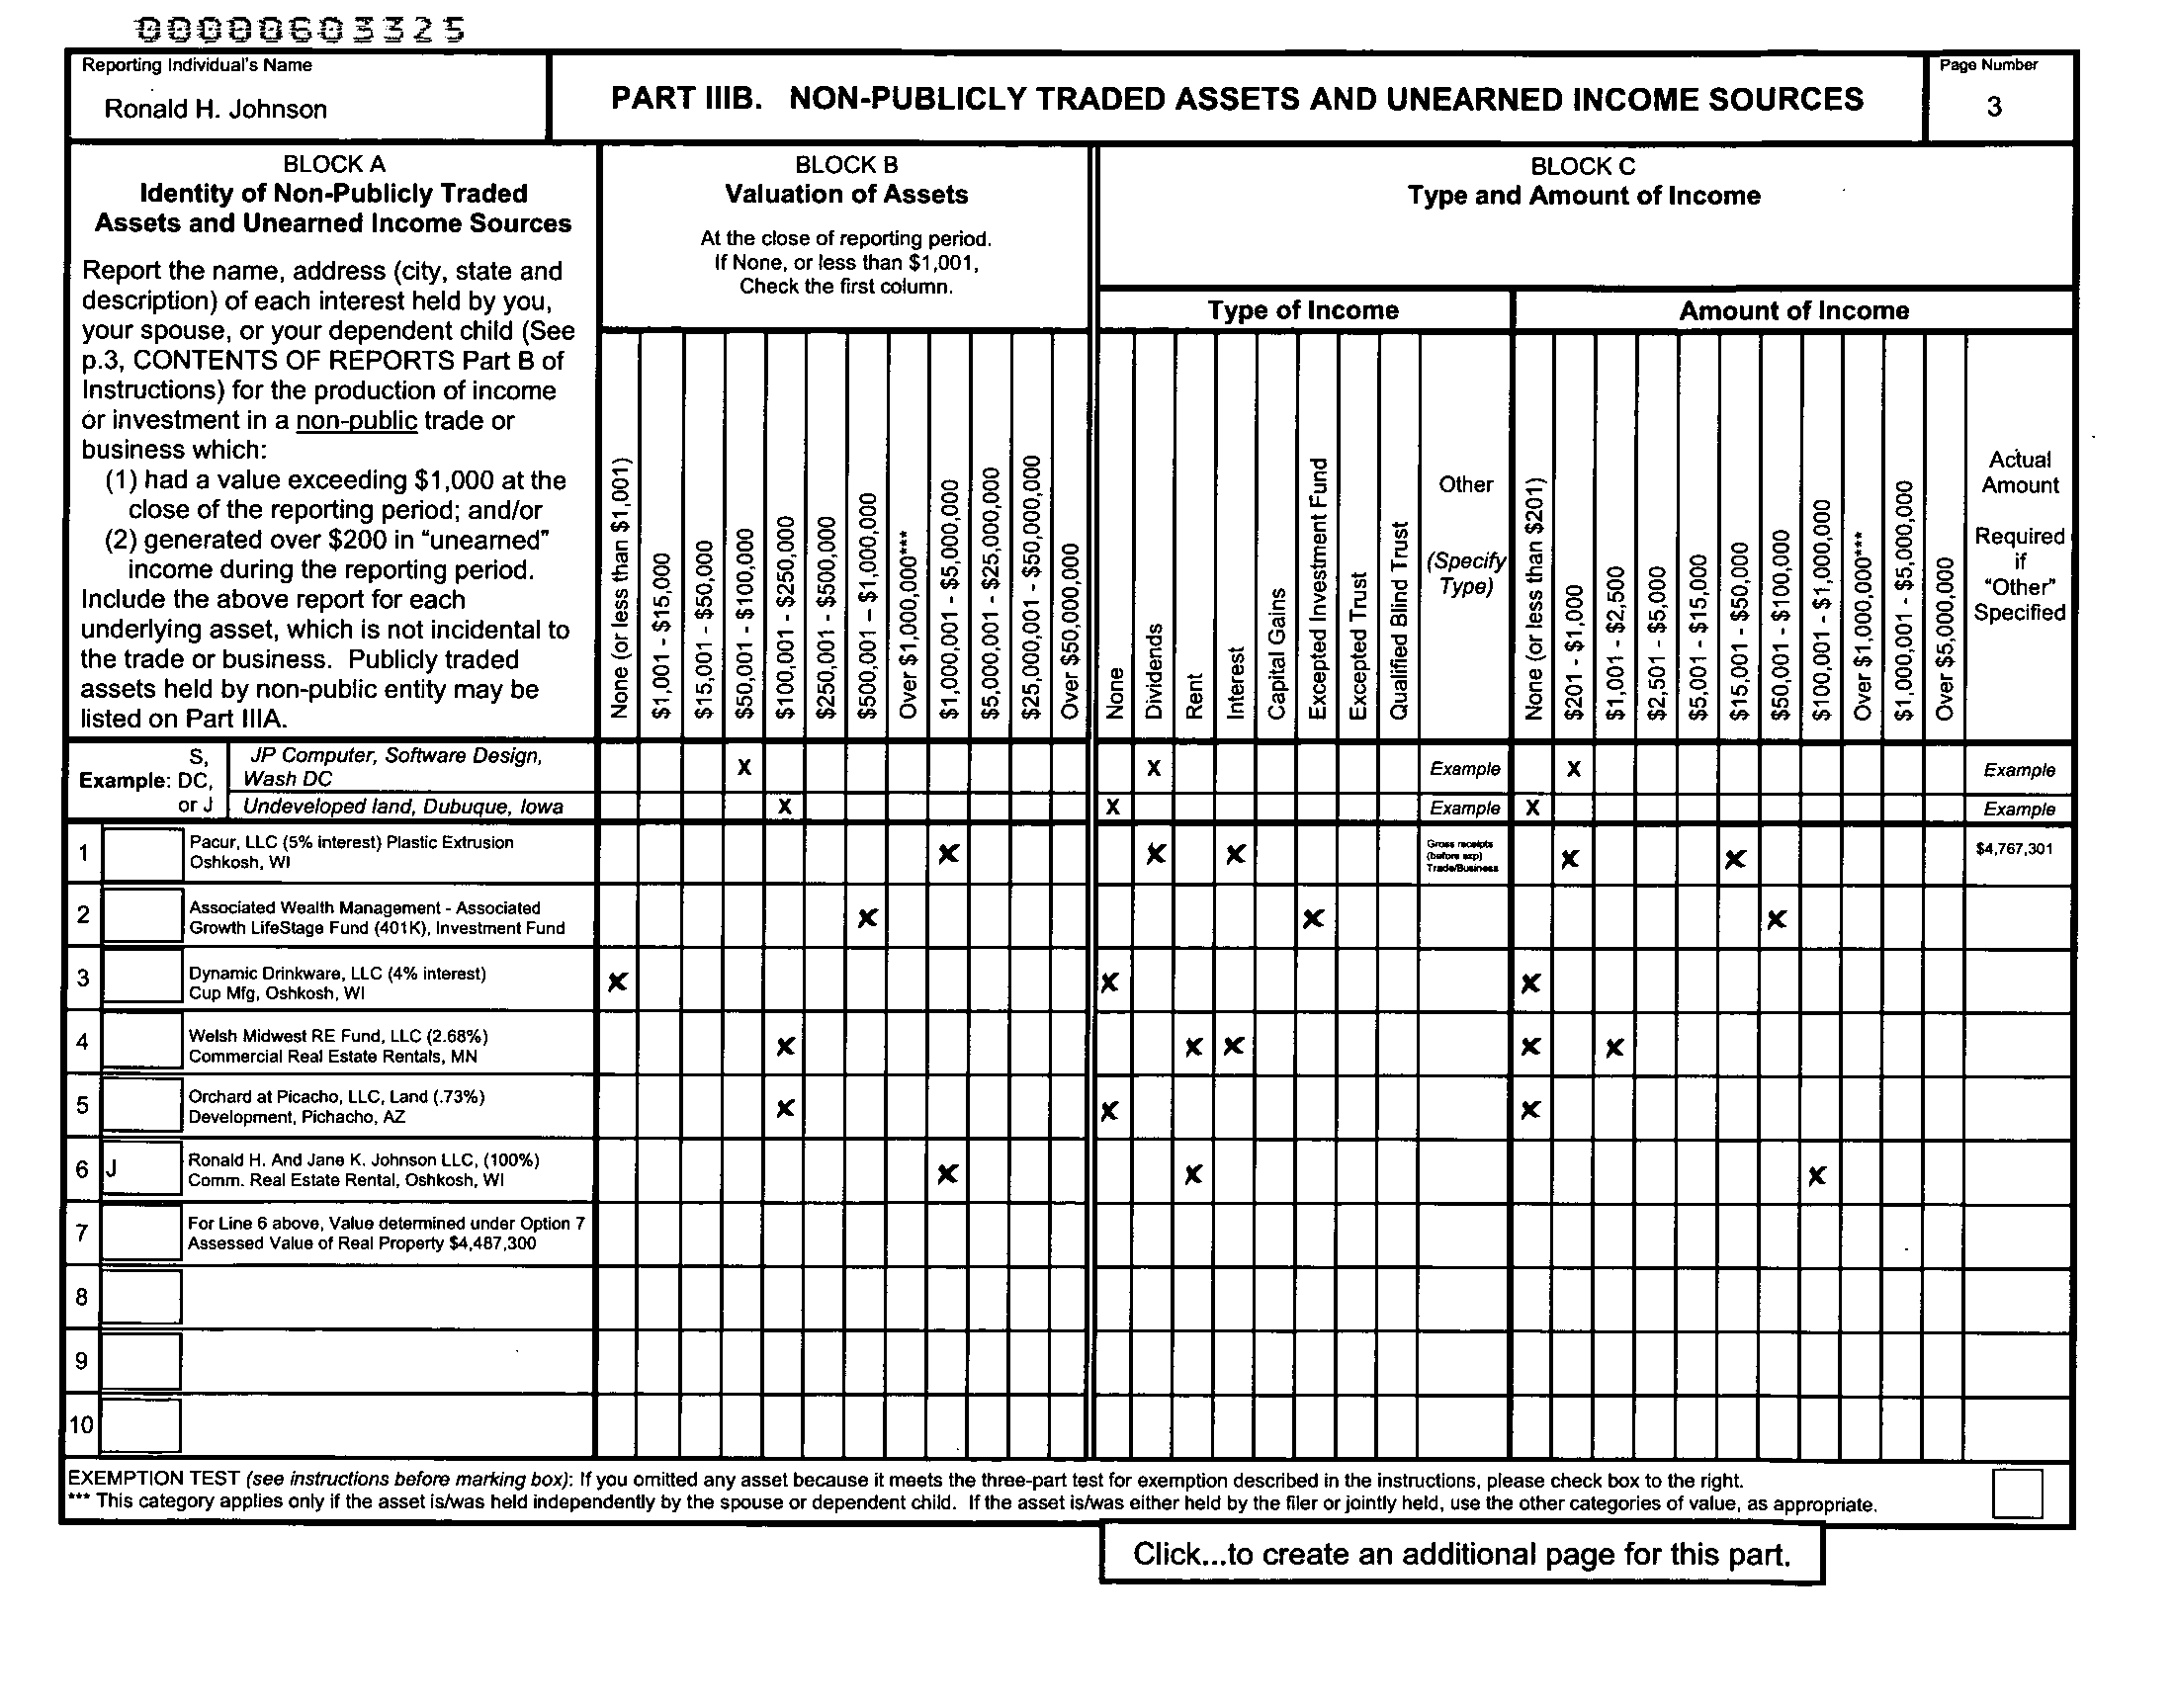 00000603325
Reporting Individual's Name
Ronald H. Johnson
PART IIIB. NON-PUBLICLY TRADED ASSETS AND UNEARNED INCOME SOURCES
Page Number
3
BLOCK A
Identity of Non-Publicly Traded
Assets and Unearned Income Sources
Report the name, address (city, state and
description) of each interest held by you,
your spouse, or your dependent child (See
p.3, CONTENTS OF REPORTS Part B of
Instructions) for the production of income
or investment in a non-public trade or
business which:
(1) had a value exceeding $1,000 at the
close of the reporting period; and/or
(2) generated over $200 in "unearned"
income during the reporting period.
Include the above report for each
underlying asset, which is not incidental to
the trade or business. Publicly traded
assets held by non-public entity may be
listed on Part IIIA.
BLOCK B
Valuation of Assets
At the close of reporting period.
If None, or less than $1,001,
Check the first column.
None (or less than $1,001)
$1,001 - $15,000
$15,001 - $50,000
$50,001 - $100,000
$100,001 - $250,000
$250,001 - $500,000
$500,001 – $1,000,000
Over $1,000,000***
$1,000,001 - $5,000,000
$5,000,001 - $25,000,000
$25,000,001 - $50,000,000
Over $50,000,000
BLOCK C
Type and Amount of Income
Type of Income
None
Dividends
Rent
Interest
Capital Gains
Excepted Investment Fund
Excepted Trust
Qualified Blind Trust
Other
(Specify
Type)
Amount of Income
None (or less than $201)
$201 - $1,000
$1,001 - $2,500
$2,501 - $5,000
$5,001 - $15,000
$15,001 - $50,000
$50,001 - $100,000
$100,001 - $1,000,000
Over $1,000,000***
$1,000,001 - $5,000,000
Over $5,000,000
Actual
Amount
Required
if
"Other"
Specified
Example: S, DC, or J
JP Computer, Software Design,
Wash DC
X X Example X Example
Undeveloped land, Dubuque, Iowa X X Example X Example
1 Pacur, LLC (5% interest) Plastic Extrusion
Oshkosh, WI
X X X
Gross receipts
(before exp)
Trade/Business
X X $4,767,301
2 Associated Wealth Management - Associated
Growth LifeStage Fund (401K), Investment Fund
X X X
3 Dynamic Drinkware, LLC (4% interest)
Cup Mfg, Oshkosh, WI
X X X
4 Welsh Midwest RE Fund, LLC (2.68%)
Commercial Real Estate Rentals, MN
X X X X X
5 Orchard at Picacho, LLC, Land (.73%)
Development, Pichacho, AZ
X X X
6 J Ronald H. And Jane K. Johnson LLC, (100%)
Comm. Real Estate Rental, Oshkosh, WI
X X X
7 For Line 6 above, Value determined under Option 7
Assessed Value of Real Property $4,487,300
8
9
10
EXEMPTION TEST (see instructions before marking box): If you omitted any asset because it meets the three-part test for exemption described in the instructions, please check box to the right.
*** This category applies only if the asset is/was held independently by the spouse or dependent child. If the asset is/was either held by the filer or jointly held, use the other categories of value, as appropriate.
Click...to create an additional page for this part.